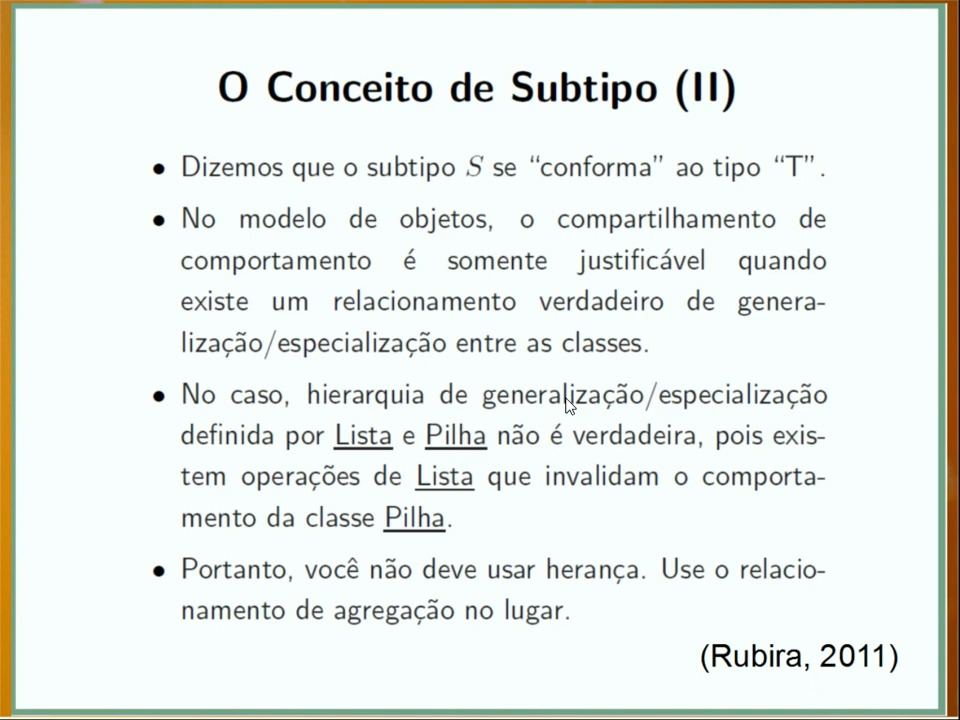 O Conceito de Subtipo (II)
• Dizemos que o subtipo S se “conforma” ao tipo “T”.
• No modelo de objetos, o compartilhamento de
comportamento é somente justificável quando
existe um relacionamento verdadeiro de genera-
lização/especialização entre as classes.
• No caso, hierarquia de generalização/especialização
definida por Lista e Pilha não é verdadeira, pois exis-
tem operações de Lista que invalidam o comporta-
mento da classe Pilha.
• Portanto, você não deve usar herança. Use o relacio-
namento de agregação no lugar.
(Rubira, 2011)